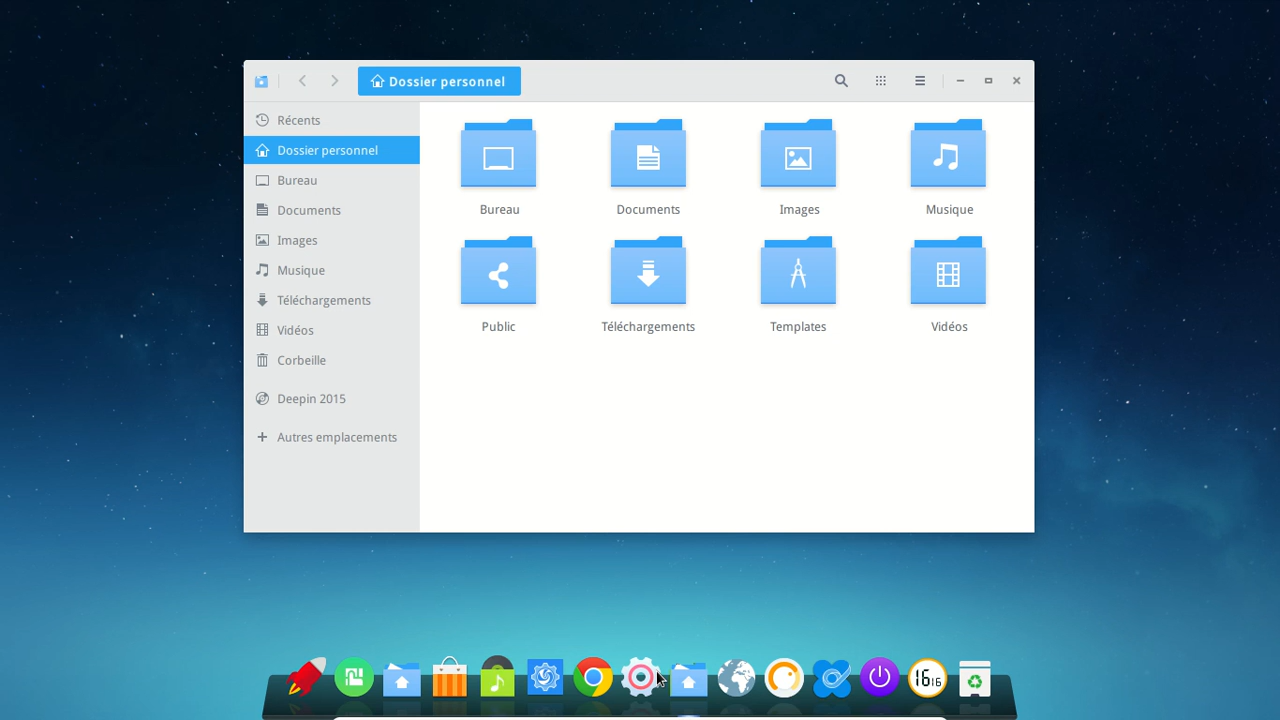 Dossier personnel
Récents
Dossier personnel
Bureau
Documents
Images
Musique
Téléchargements
Vidéos
Corbeille
Deepin 2015
Autres emplacements
Bureau
Documents
Images
Musique
Public
Téléchargements
Templates
Vidéos
16 16